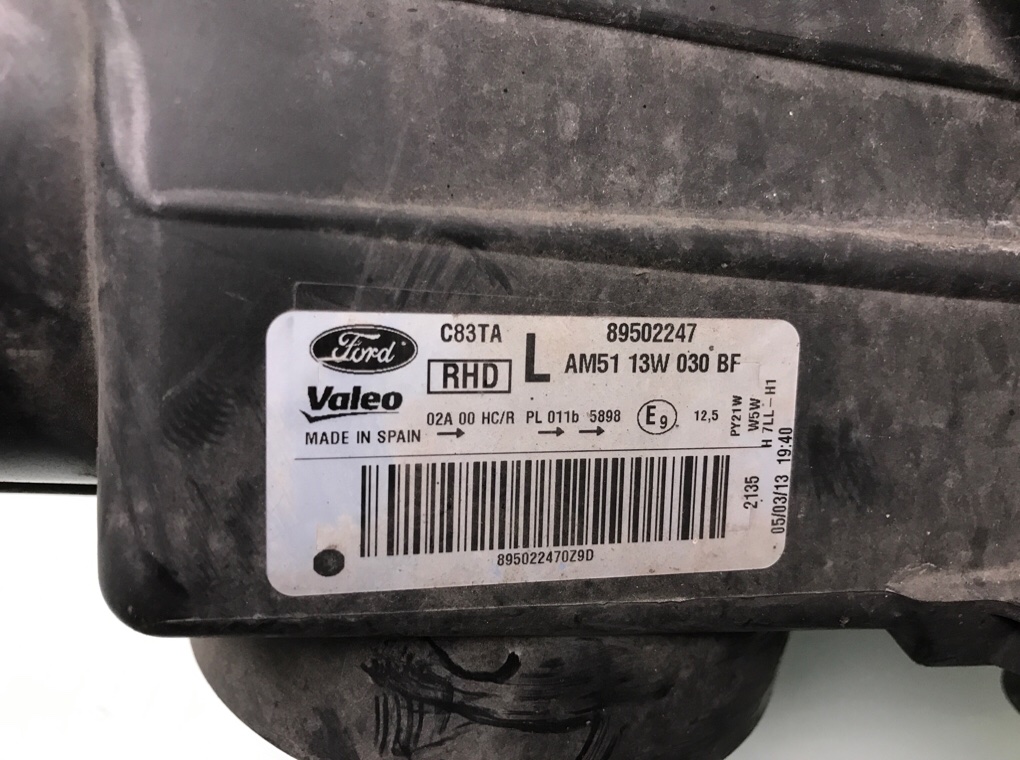 Ford
C83TA
L
89502247
RHD
AM51 13W 030 BF
Valeo
02A 00 HC/R PL 011b 5898 E9 12,5
MADE IN SPAIN
PY21W
W5W
H 7LL-H1
2135
05/03/13 19:40
895022470Z9D